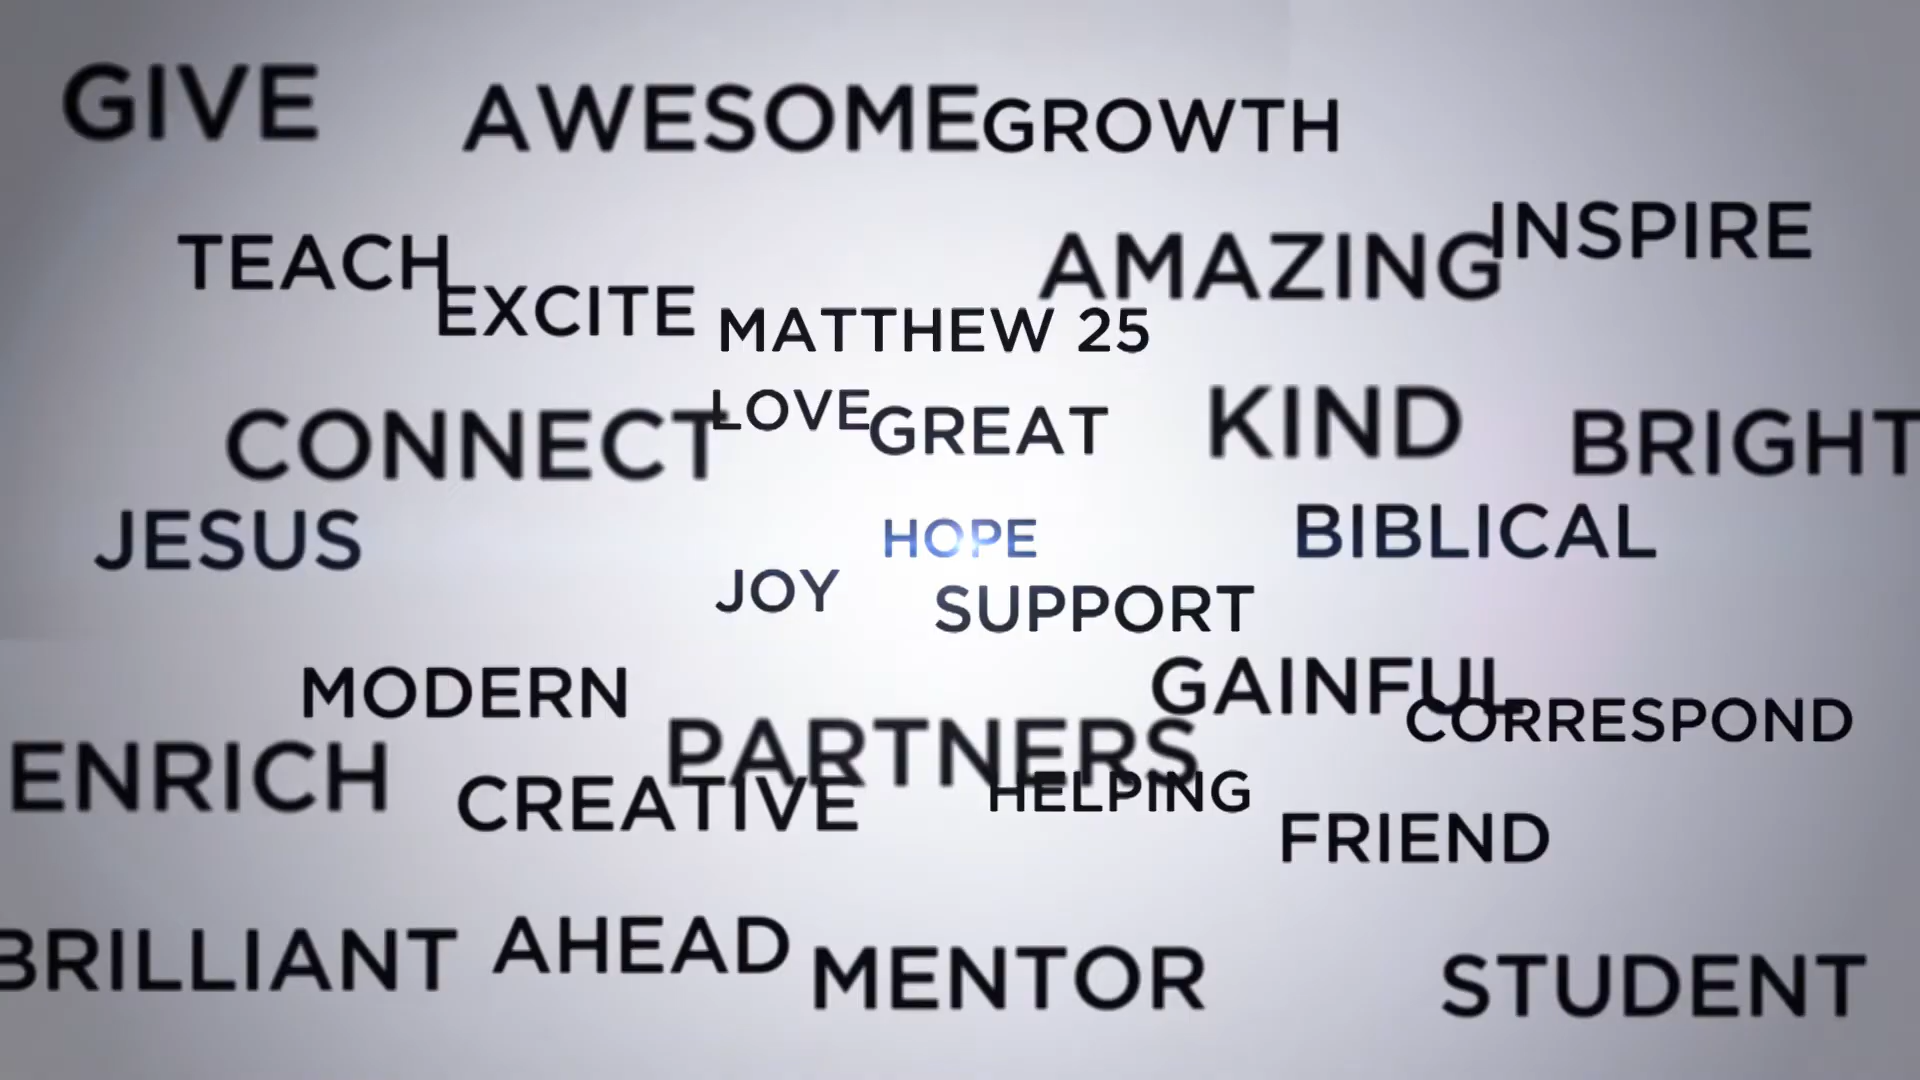 GIVE
AWESOME
GROWTH
INSPIRE
TEACH
AMAZING
EXCITE
MATTHEW 25
LOVE
GREAT
KIND
CONNECT
BRIGHT
JESUS
HOPE
BIBLICAL
JOY
SUPPORT
MODERN
GAINFUL
CORRESPOND
PARTNERS
ENRICH
CREATIVE
HELPING
FRIEND
BRILLIANT
AHEAD
MENTOR
STUDENT